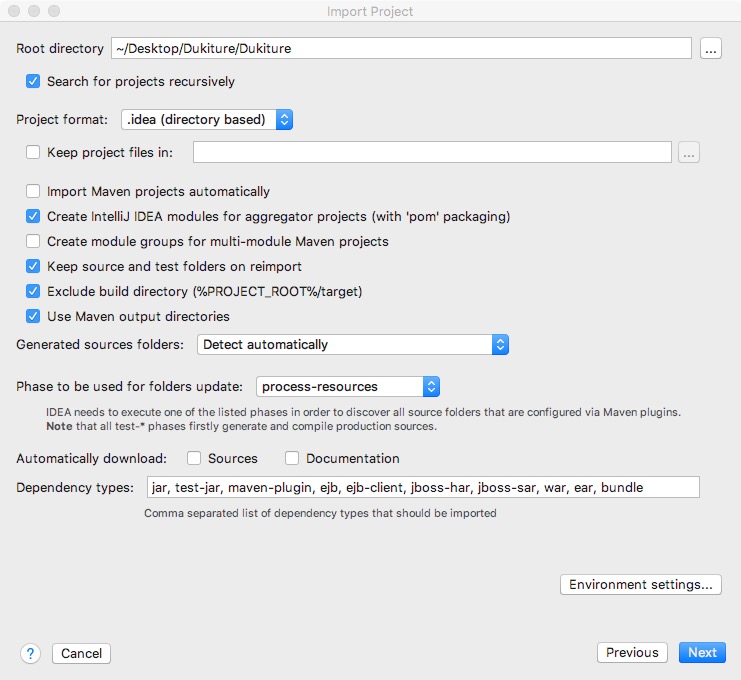 Import Project
Root directory ~/Desktop/Dukiture/Dukiture ...
Search for projects recursively
Project format: .idea (directory based)
Keep project files in: ...
Import Maven projects automatically
Create IntelliJ IDEA modules for aggregator projects (with 'pom' packaging)
Create module groups for multi-module Maven projects
Keep source and test folders on reimport
Exclude build directory (%PROJECT_ROOT%/target)
Use Maven output directories
Generated sources folders: Detect automatically
Phase to be used for folders update: process-resources
IDEA needs to execute one of the listed phases in order to discover all source folders that are configured via Maven plugins.
Note that all test-* phases firstly generate and compile production sources.
Automatically download: Sources Documentation
Dependency types: jar, test-jar, maven-plugin, ejb, ejb-client, jboss-har, jboss-sar, war, ear, bundle
Comma separated list of dependency types that should be imported
Environment settings...
? Cancel Previous Next